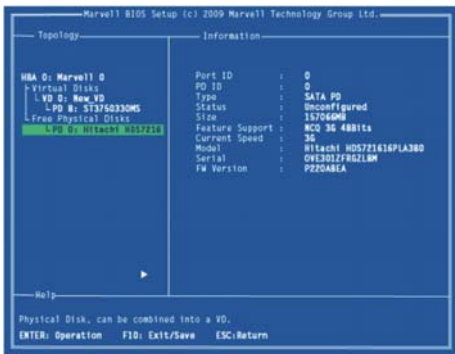 Marvell BIOS Setup (c) 2009 Marvell Technology Group Ltd.
Topology
Information
HBA 0: Marvell 0
Virtual Disks
VD 0: New_VD
PD 8: ST3750330NS
Free Physical Disks
PD 0: Hitachi HDS7216
Port ID : 0
PD ID : 0
Type : SATA PD
Status : Unconfigured
Size : 157066MB
Feature Support : NCQ 3G 48Bits
Current Speed : 3G
Model : Hitachi HDS721616PLA380
Serial :
FW Version : P22OABEA
Help
Physical Disk, can be combined into a VD.
ENTER: Operation F10: Exit/Save ESC:Return